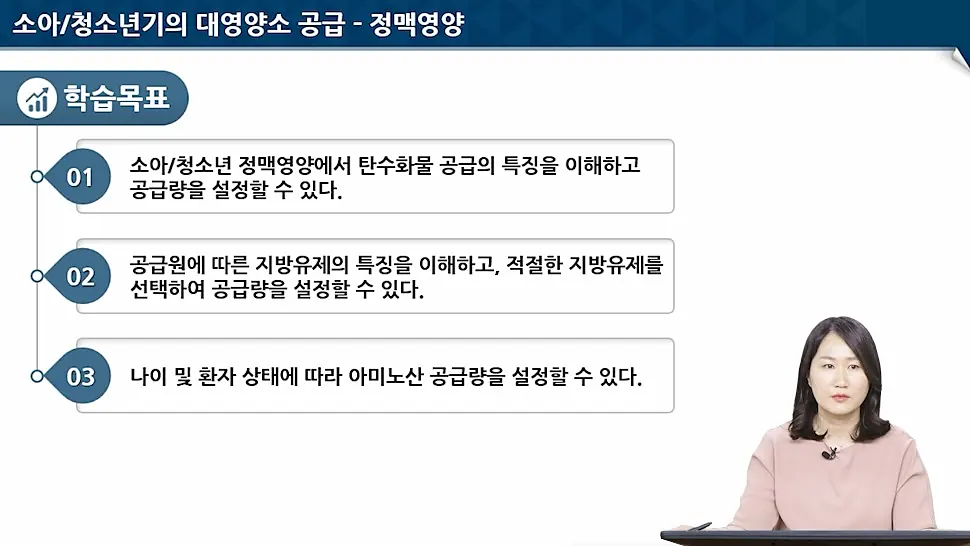 소아/청소년기의 대영양소 공급 - 정맥영양
학습목표
01
소아/청소년 정맥영양에서 탄수화물 공급의 특징을 이해하고
공급량을 설정할 수 있다.
02
공급원에 따른 지방유제의 특징을 이해하고, 적절한 지방유제를
선택하여 공급량을 설정할 수 있다.
03
나이 및 환자 상태에 따라 아미노산 공급량을 설정할 수 있다.